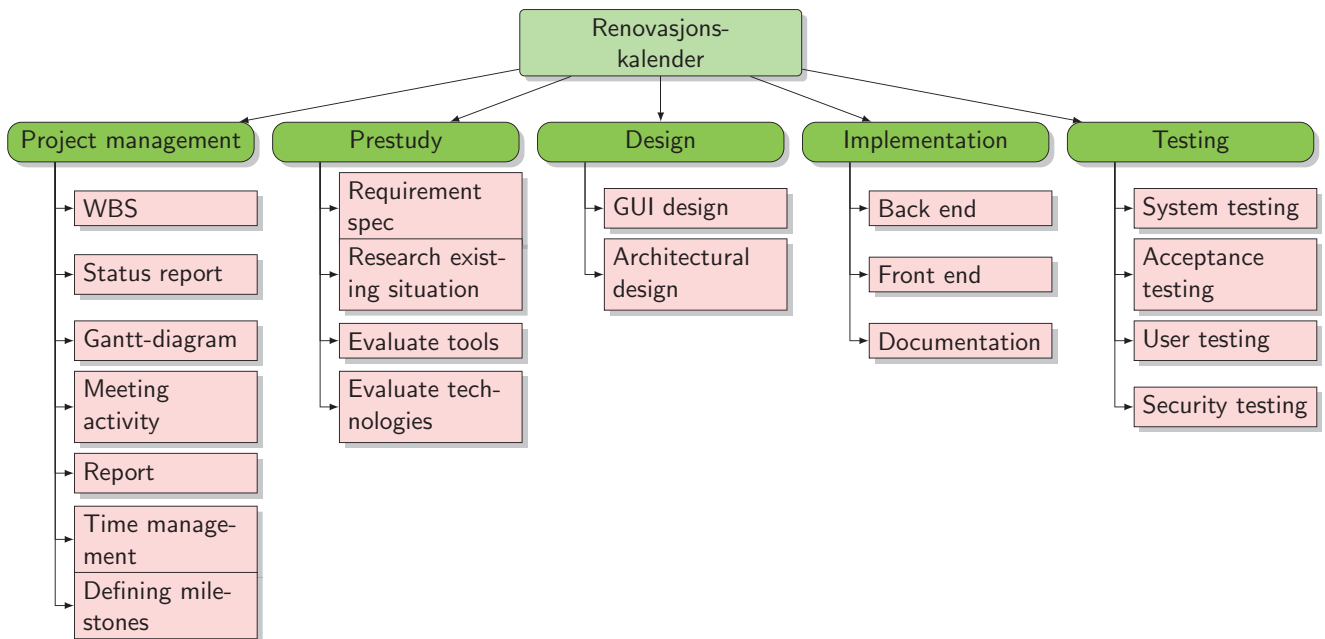 Renovasjons-
kalender
Project management
WBS
Status report
Gantt-diagram
Meeting
activity
Report
Time manage-
ment
Defining mile-
stones
Prestudy
Requirement
spec
Research exist-
ing situation
Evaluate tools
Evaluate tech-
nologies
Design
GUI design
Architectural
design
Implementation
Back end
Front end
Documentation
Testing
System testing
Acceptance
testing
User testing
Security testing